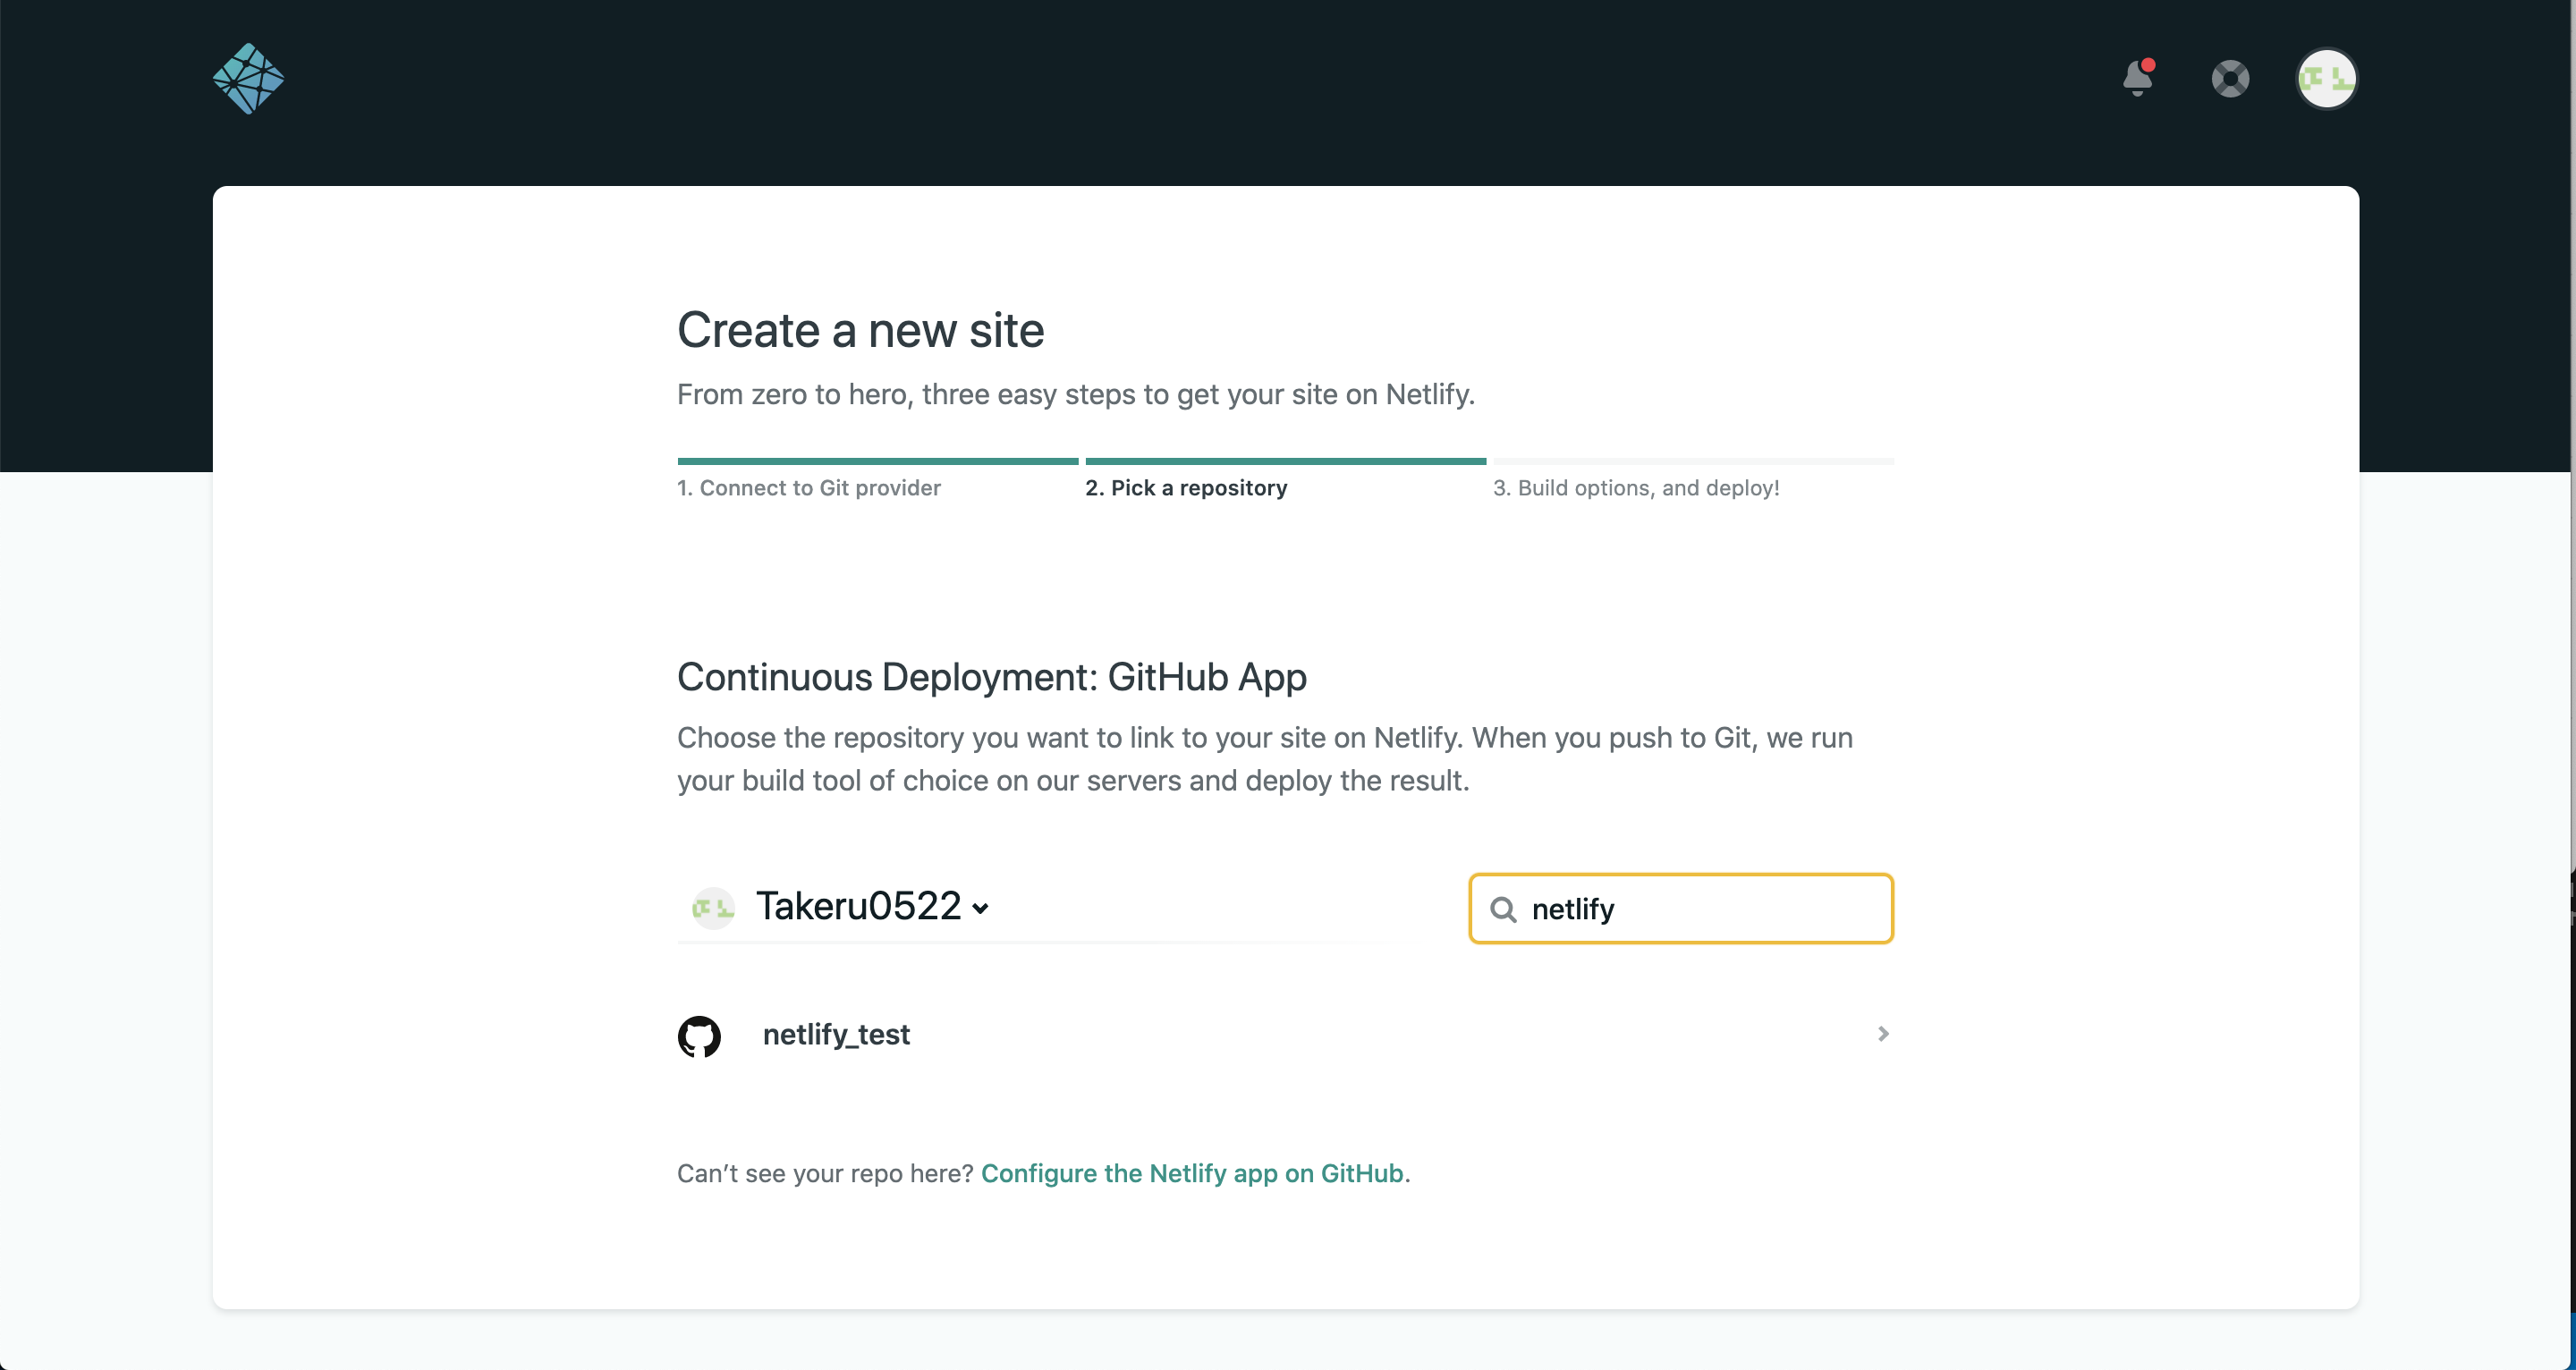 Create a new site
From zero to hero, three easy steps to get your site on Netlify.
1. Connect to Git provider
2. Pick a repository
3. Build options, and deploy!
Continuous Deployment: GitHub App
Choose the repository you want to link to your site on Netlify. When you push to Git, we run
your build tool of choice on our servers and deploy the result.
Takeru0522
netlify
netlify_test
Can’t see your repo here? Configure the Netlify app on GitHub.